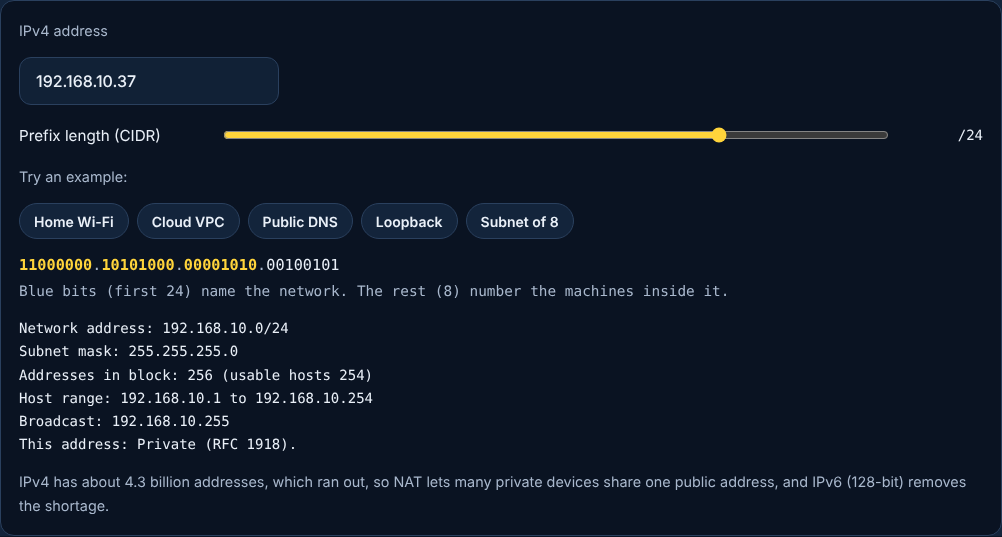 IPv4 address
192.168.10.37
Prefix length (CIDR) /24
Try an example:
Home Wi-Fi Cloud VPC Public DNS Loopback Subnet of 8
11000000.10101000.00001010.00100101
Blue bits (first 24) name the network. The rest (8) number the machines inside it.
Network address: 192.168.10.0/24
Subnet mask: 255.255.255.0
Addresses in block: 256 (usable hosts 254)
Host range: 192.168.10.1 to 192.168.10.254
Broadcast: 192.168.10.255
This address: Private (RFC 1918).
IPv4 has about 4.3 billion addresses, which ran out, so NAT lets many private devices share one public address, and IPv6 (128-bit) removes
the shortage.